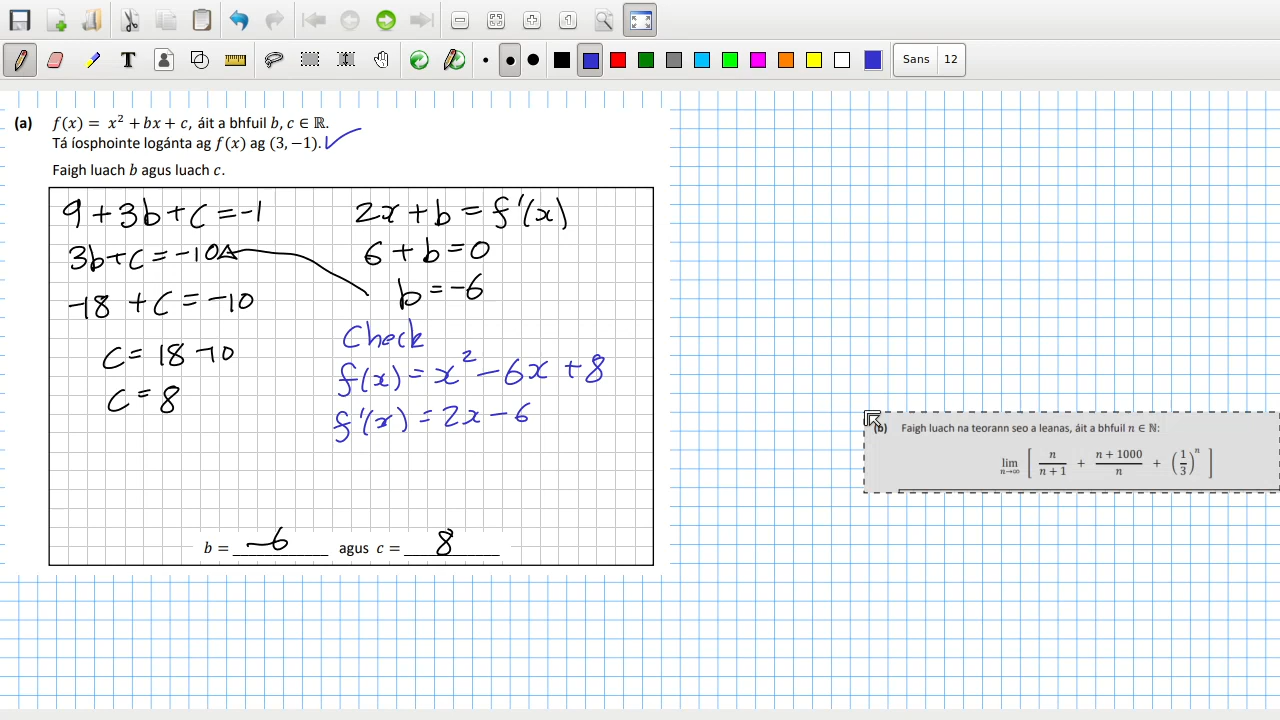 Sans 12
(a) f(x) = x² + bx + c, áit a bhfuil b, c ∈ ℝ.
Tá íosphointe logánta ag f(x) ag (3, −1).
Faigh luach b agus luach c.
9 + 3b + c = -1
3b + c = -10
-18 + c = -10
c = 18 - 10
c = 8
2x + b = f'(x)
6 + b = 0
b = -6
Check
f(x) = x² - 6x + 8
f'(x) = 2x - 6
b = -6 agus c = 8
(b) Faigh luach na teorann seo a leanas, áit a bhfuil n ∈ ℕ:
lim n→∞ [ n/(n + 1) + (n + 1000)/n + (1/3)ⁿ ]